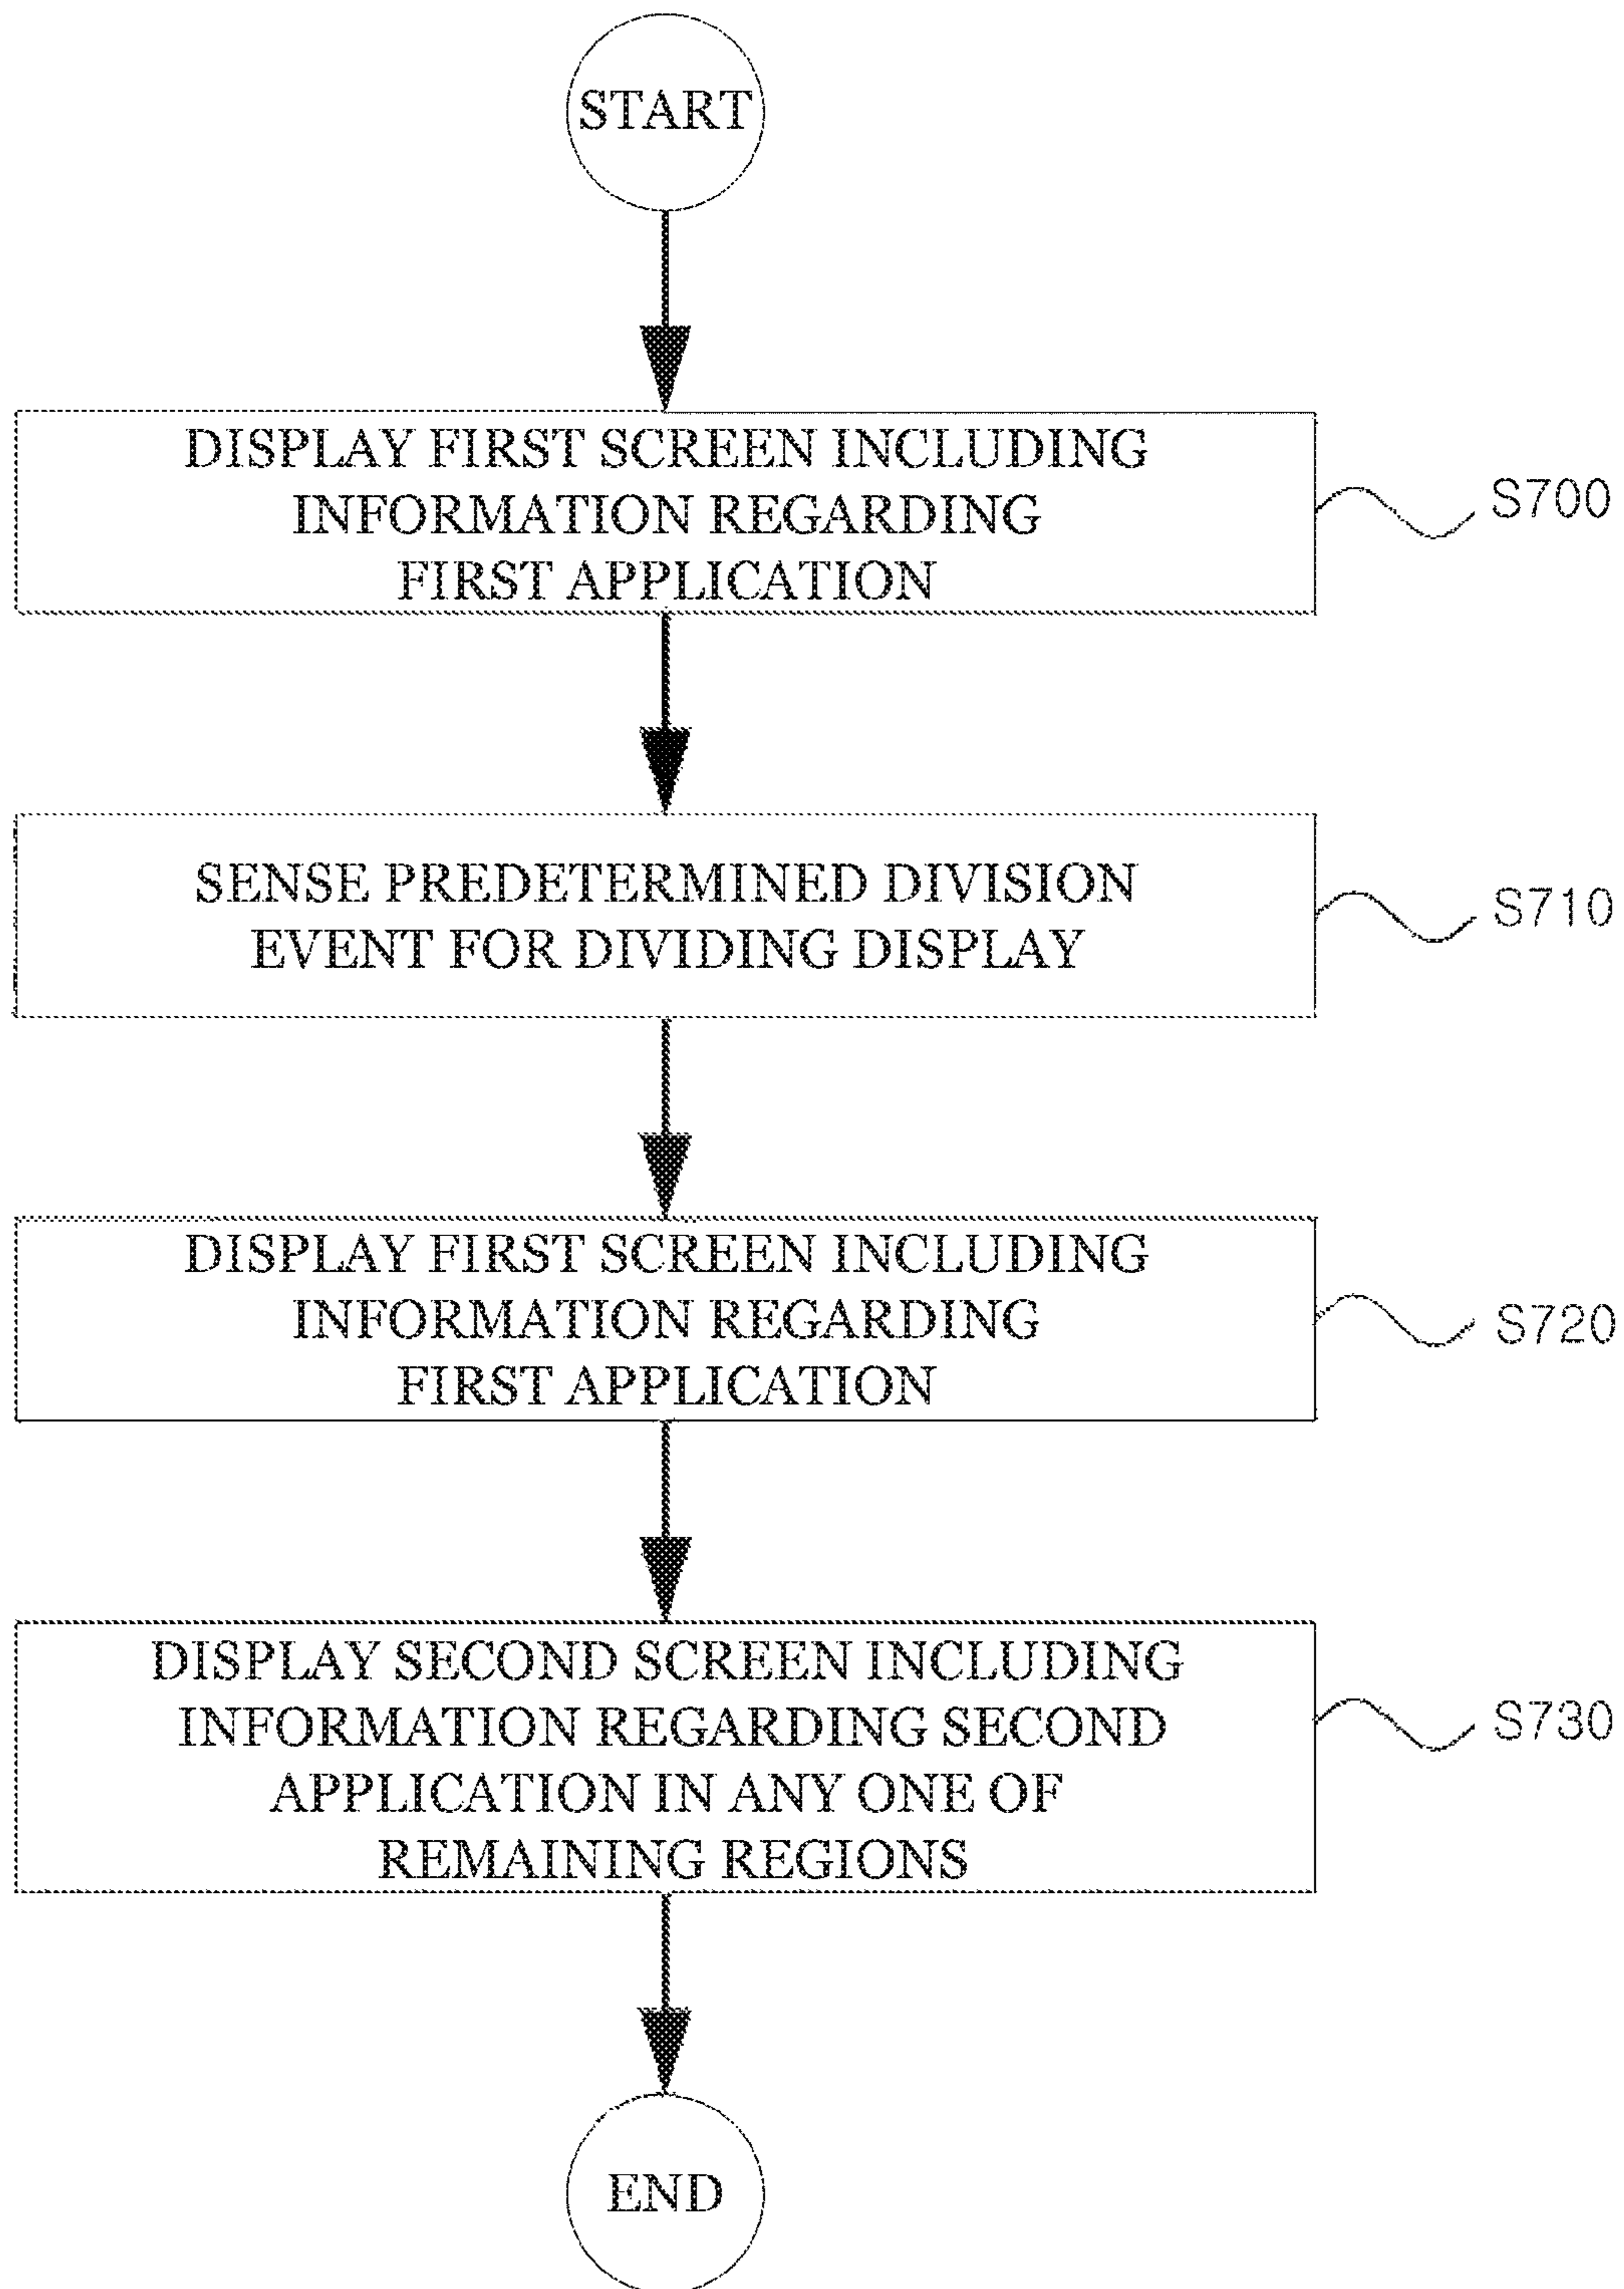 START
DISPLAY FIRST SCREEN INCLUDING
INFORMATION REGARDING
FIRST APPLICATION
S700
SENSE PREDETERMINED DIVISION
EVENT FOR DIVIDING DISPLAY
S710
DISPLAY FIRST SCREEN INCLUDING
INFORMATION REGARDING
FIRST APPLICATION
S720
DISPLAY SECOND SCREEN INCLUDING
INFORMATION REGARDING SECOND
APPLICATION IN ANY ONE OF
REMAINING REGIONS
S730
END